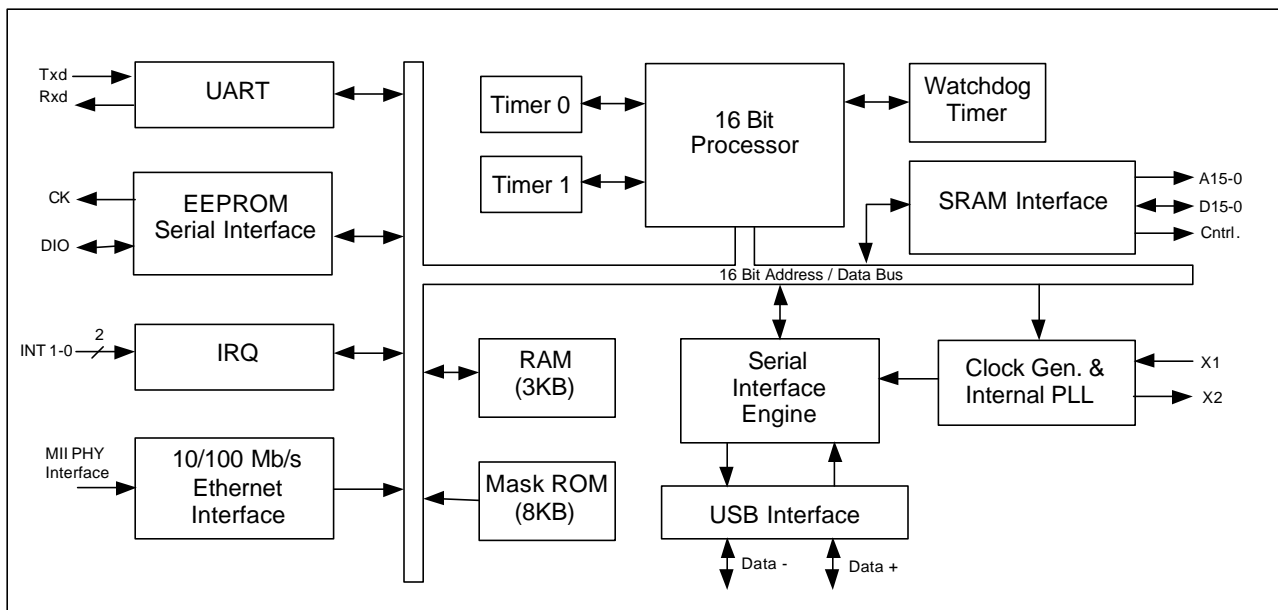 Txd
Rxd
UART
CK
DIO
EEPROM
Serial Interface
INT 1-0
2
IRQ
MII PHY
Interface
10/100 Mb/s
Ethernet
Interface
Timer 0
Timer 1
16 Bit
Processor
Watchdog
Timer
SRAM Interface
A15-0
D15-0
Cntrl.
16 Bit Address / Data Bus
RAM
(3KB)
Mask ROM
(8KB)
Serial
Interface
Engine
Clock Gen. &
Internal PLL
X1
X2
USB Interface
Data -
Data +